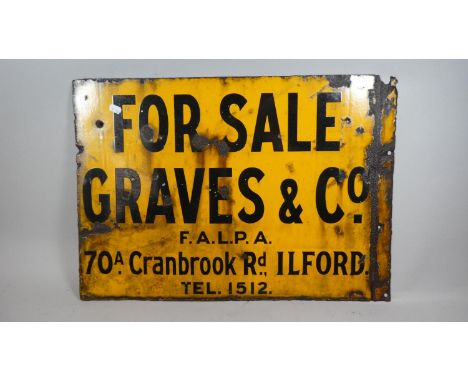 FOR SALE
GRAVES & Cº.
F.A.L.P.A.
70ᴬ. Cranbrook Rᵈ., ILFORD.
TEL. 1512.